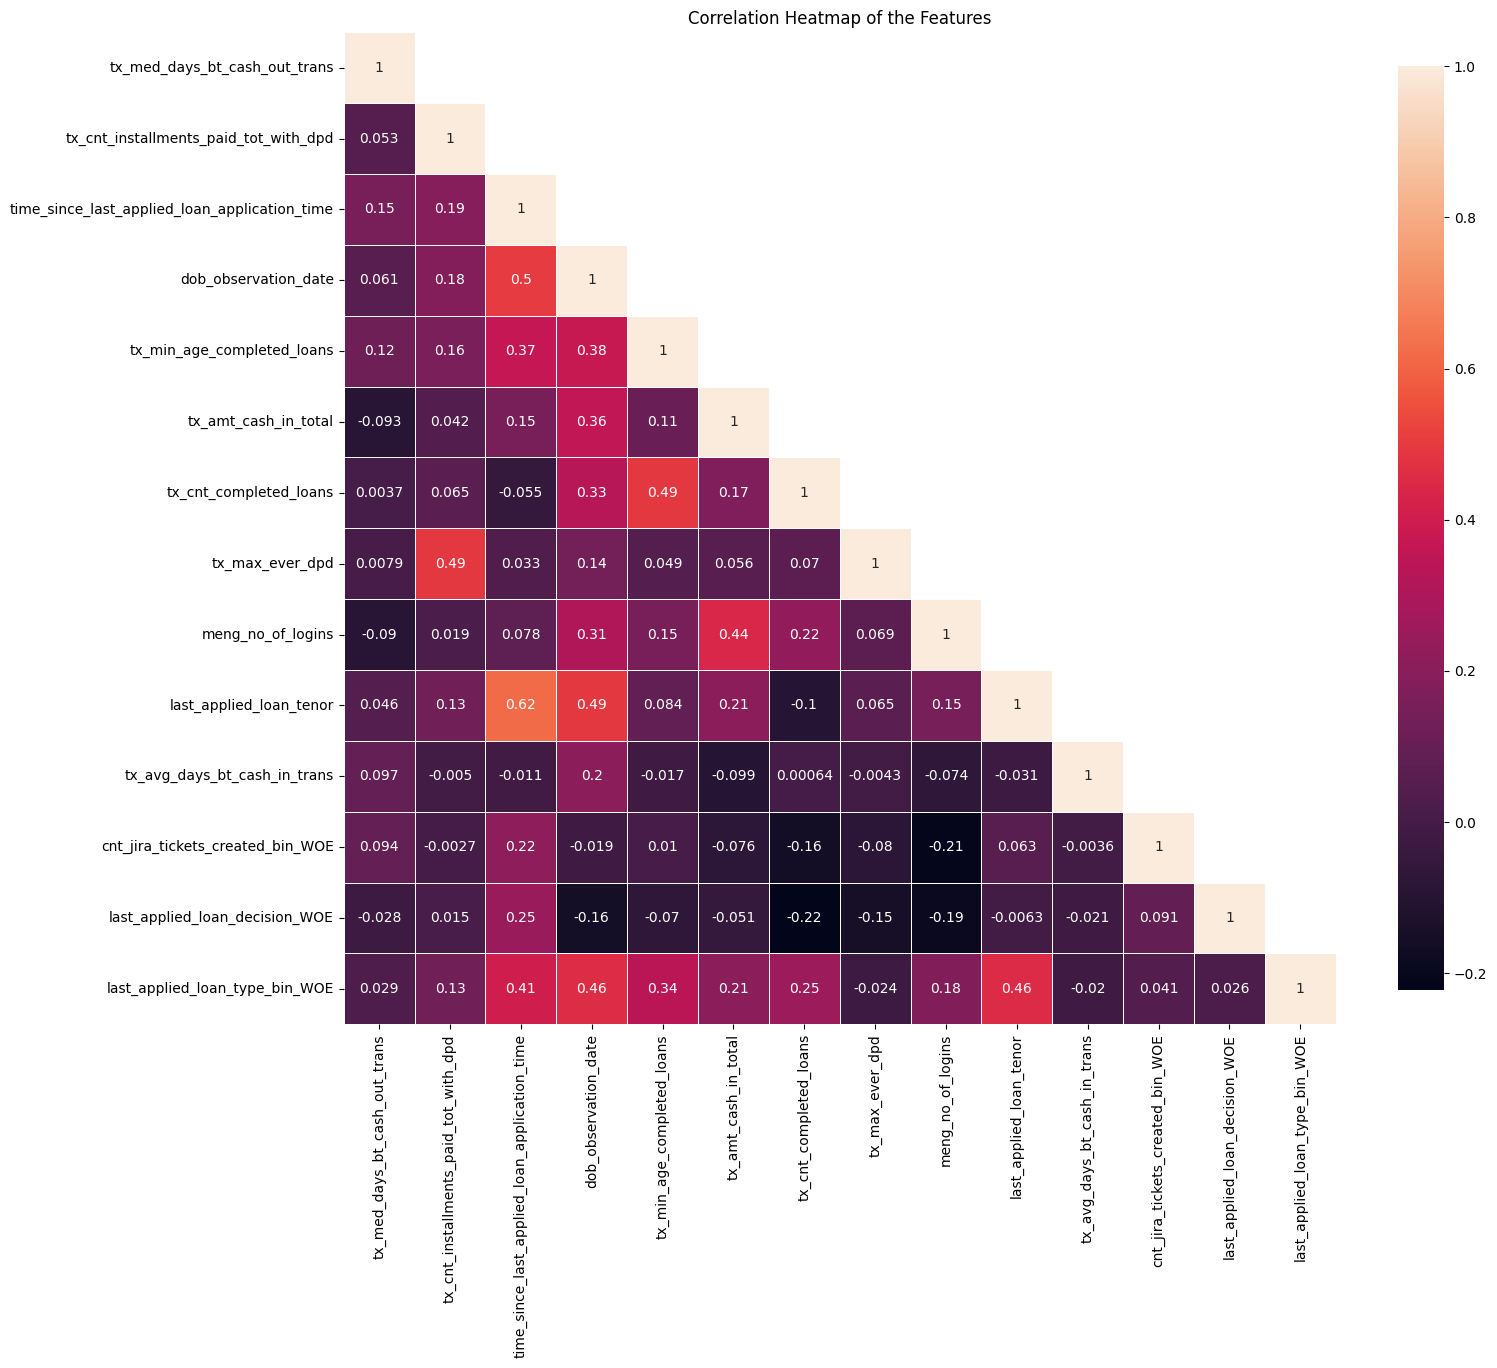 Correlation Heatmap of the Features
tx_med_days_bt_cash_out_trans 1 1.0
tx_cnt_installments_paid_tot_with_dpd 0.053 1
time_since_last_applied_loan_application_time 0.15 0.19 1 0.8
dob_observation_date 0.061 0.18 0.5 1
tx_min_age_completed_loans 0.12 0.16 0.37 0.38 1 0.6
tx_amt_cash_in_total -0.093 0.042 0.15 0.36 0.11 1
tx_cnt_completed_loans 0.0037 0.065 -0.055 0.33 0.49 0.17 1 0.4
tx_max_ever_dpd 0.0079 0.49 0.033 0.14 0.049 0.056 0.07 1
meng_no_of_logins -0.09 0.019 0.078 0.31 0.15 0.44 0.22 0.069 1
last_applied_loan_tenor 0.046 0.13 0.62 0.49 0.084 0.21 -0.1 0.065 0.15 1 0.2
tx_avg_days_bt_cash_in_trans 0.097 -0.005 -0.011 0.2 -0.017 -0.099 0.00064 -0.0043 -0.074 -0.031 1 0.0
cnt_jira_tickets_created_bin_WOE 0.094 -0.0027 0.22 -0.019 0.01 -0.076 -0.16 -0.08 -0.21 0.063 -0.0036 1
last_applied_loan_decision_WOE -0.028 0.015 0.25 -0.16 -0.07 -0.051 -0.22 -0.15 -0.19 -0.0063 -0.021 0.091 1
last_applied_loan_type_bin_WOE 0.029 0.13 0.41 0.46 0.34 0.21 0.25 -0.024 0.18 0.46 -0.02 0.041 0.026 1 −0.2
tx_med_days_bt_cash_out_trans
tx_cnt_installments_paid_tot_with_dpd
time_since_last_applied_loan_application_time
dob_observation_date
tx_min_age_completed_loans
tx_amt_cash_in_total
tx_cnt_completed_loans
tx_max_ever_dpd
meng_no_of_logins
last_applied_loan_tenor
tx_avg_days_bt_cash_in_trans
cnt_jira_tickets_created_bin_WOE
last_applied_loan_decision_WOE
last_applied_loan_type_bin_WOE